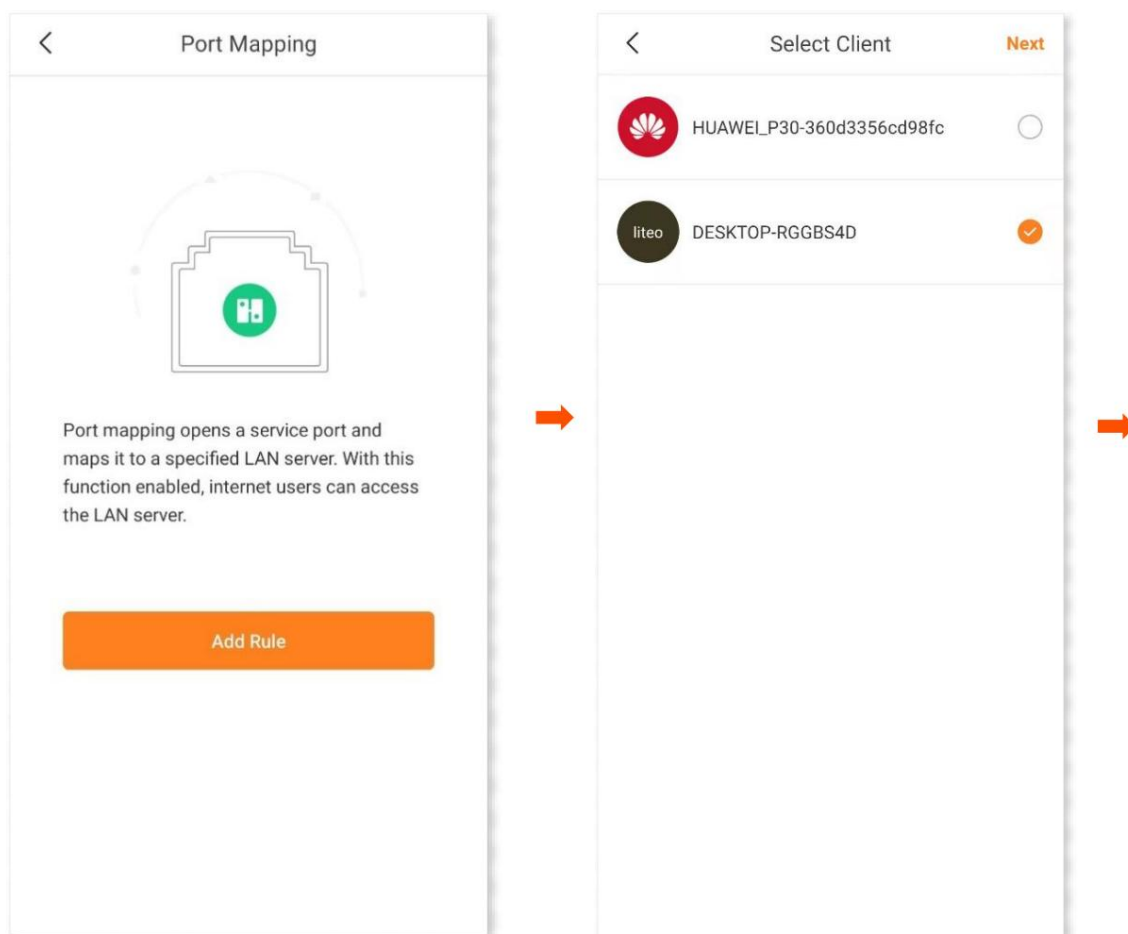 Port Mapping
Port mapping opens a service port and
maps it to a specified LAN server. With this
function enabled, internet users can access
the LAN server.
Add Rule
Select Client
Next
HUAWEI_P30-360d3356cd98fc
liteo
DESKTOP-RGGBS4D